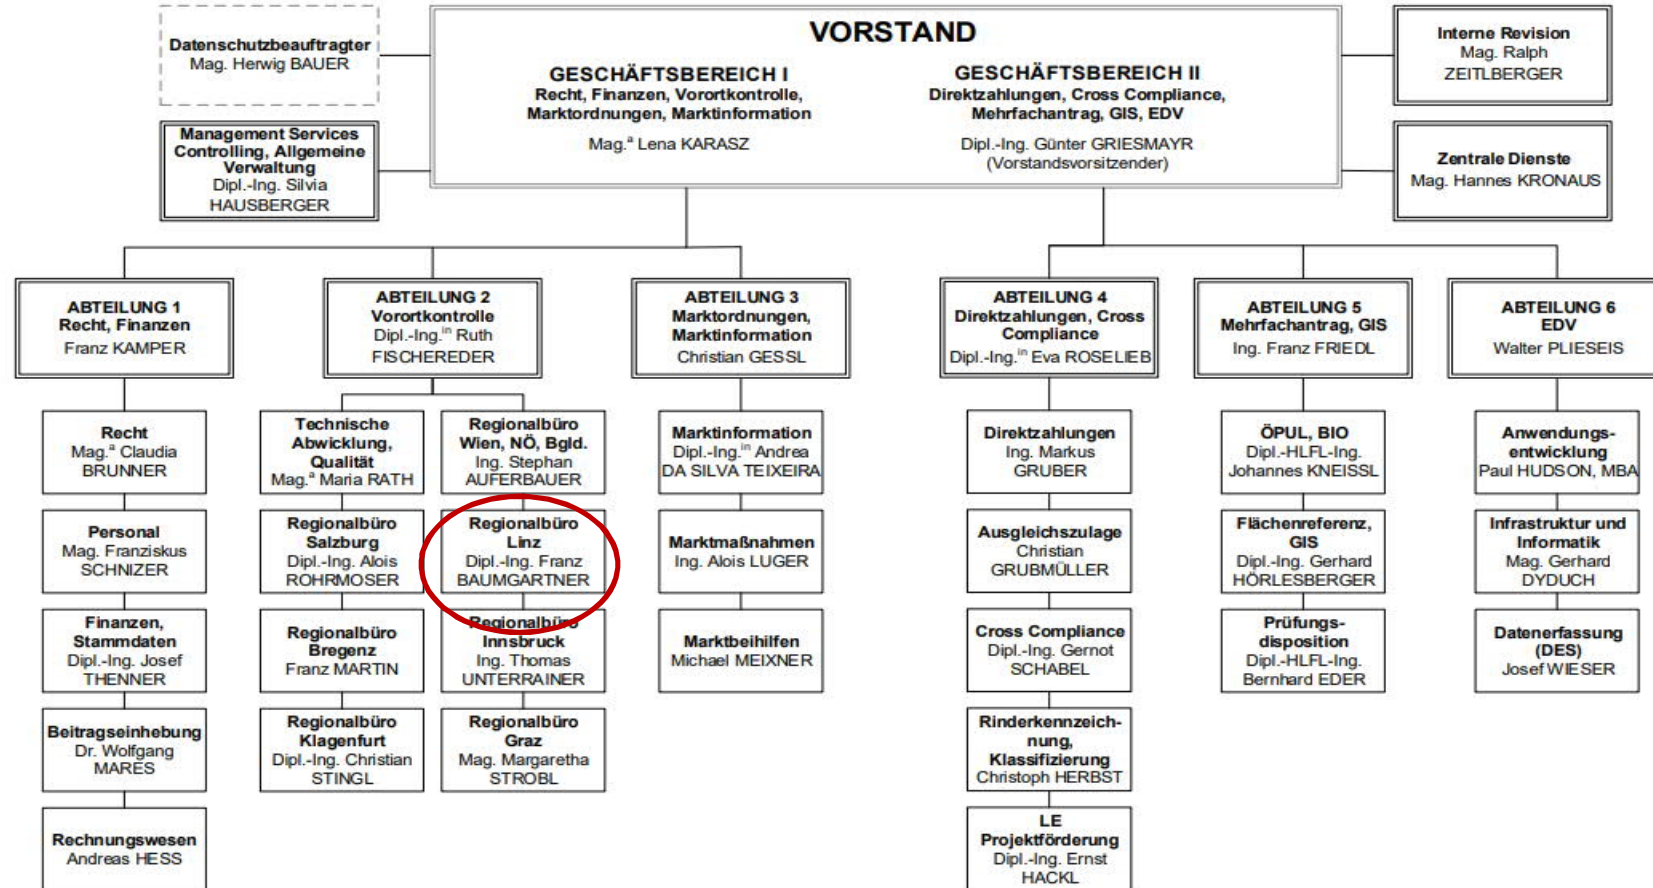 VORSTAND
Datenschutzbeauftragter
Mag. Herwig BAUER
GESCHÄFTSBEREICH I
Recht, Finanzen, Vorortkontrolle,
Marktordnungen, Marktinformation
Mag.ª Lena KARASZ
GESCHÄFTSBEREICH II
Direktzahlungen, Cross Compliance,
Mehrfachantrag, GIS, EDV
Dipl.-Ing. Günter GRIESMAYR
(Vorstandsvorsitzender)
Interne Revision
Mag. Ralph
ZEITLBERGER
Management Services
Controlling, Allgemeine
Verwaltung
Dipl.-Ing. Silvia
HAUSBERGER
Zentrale Dienste
Mag. Hannes KRONAUS
ABTEILUNG 1
Recht, Finanzen
Franz KAMPER
ABTEILUNG 2
Vorortkontrolle
Dipl.-Ing.in Ruth
FISCHEREDER
ABTEILUNG 3
Marktordnungen,
Marktinformation
Christian GESSL
ABTEILUNG 4
Direktzahlungen, Cross
Compliance
Dipl.-Ing.in Eva ROSELIEB
ABTEILUNG 5
Mehrfachantrag, GIS
Ing. Franz FRIEDL
ABTEILUNG 6
EDV
Walter PLIESEIS
Recht
Mag.ª Claudia
BRUNNER
Technische
Abwicklung,
Qualität
Mag.ª Maria RATH
Regionalbüro
Wien, NÖ, Bgld.
Ing. Stephan
AUFERBAUER
Marktinformation
Dipl.-Ing.in Andrea
DA SILVA TEIXEIRA
Direktzahlungen
Ing. Markus
GRUBER
ÖPUL, BIO
Dipl.-HLFL-Ing.
Johannes KNEISSL
Anwendungs-
entwicklung
Paul HUDSON, MBA
Personal
Mag. Franziskus
SCHNIZER
Regionalbüro
Salzburg
Dipl.-Ing. Alois
ROHRMOSER
Regionalbüro
Linz
Dipl.-Ing. Franz
BAUMGARTNER
Marktmaßnahmen
Ing. Alois LUGER
Ausgleichszulage
Christian
GRUBMÜLLER
Flächenreferenz,
GIS
Dipl.-Ing. Gerhard
HÖRLESBERGER
Infrastruktur und
Informatik
Mag. Gerhard
DYDUCH
Finanzen,
Stammdaten
Dipl.-Ing. Josef
THENNER
Regionalbüro
Bregenz
Franz MARTIN
Regionalbüro
Innsbruck
Ing. Thomas
UNTERRAINER
Marktbeihilfen
Michael MEIXNER
Cross Compliance
Dipl.-Ing. Gernot
SCHABEL
Prüfungs-
disposition
Dipl.-HLFL-Ing.
Bernhard EDER
Datenerfassung
(DES)
Josef WIESER
Beitragseinhebung
Dr. Wolfgang
MARES
Regionalbüro
Klagenfurt
Dipl.-Ing. Christian
STINGL
Regionalbüro
Graz
Mag. Margaretha
STROBL
Rinderkennzeich-
nung,
Klassifizierung
Christoph HERBST
Rechnungswesen
Andreas HESS
LE
Projektförderung
Dipl.-Ing. Ernst
HACKL